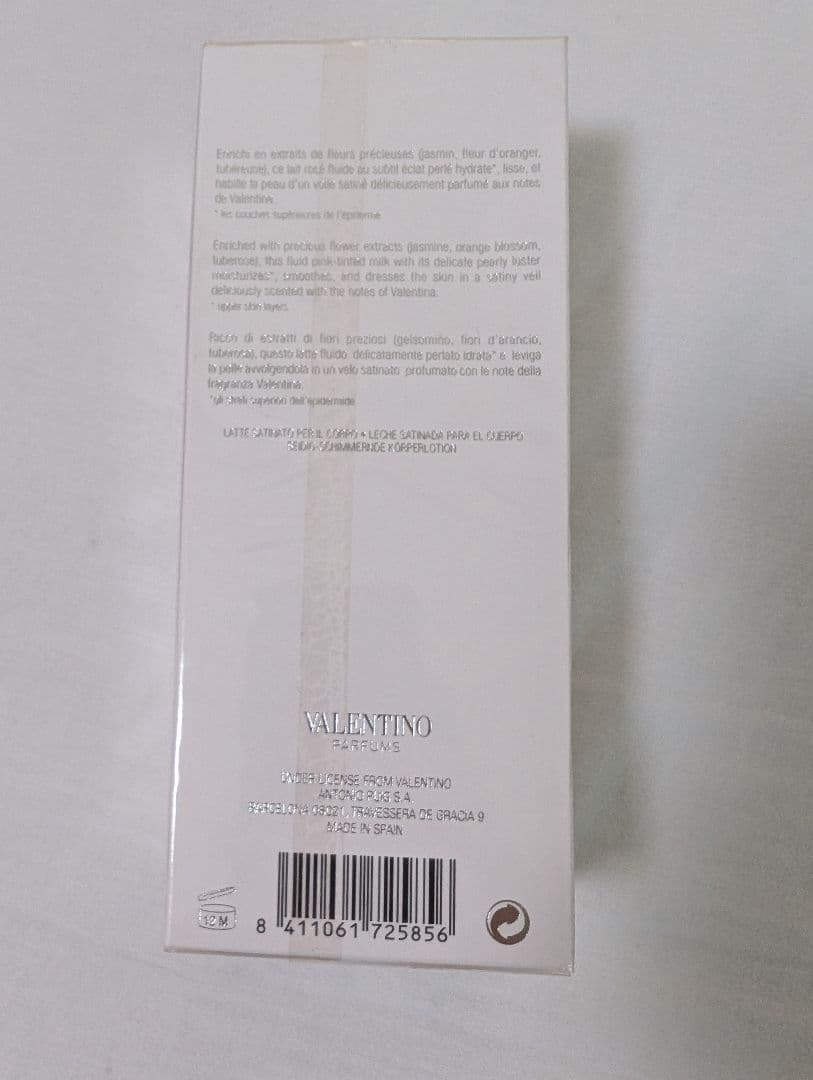 Enrichi en extraits de fleurs précieuses (jasmin, fleur d'oranger,
tubéreuse), ce lait rosé fluide au subtil éclat perlé hydrate*, lisse, et
habille la peau d'un voile satiné délicieusement parfumé aux notes
de Valentina.
* les couches supérieures de l'épiderme
Enriched with precious flower extracts (jasmine, orange blossom,
tuberose), this fluid pink-tinted milk with its delicate pearly luster
moisturizes*, smoothes, and dresses the skin in a satiny veil
deliciously scented with the notes of Valentina.
* upper skin layers
Ricco di estratti di fiori preziosi (gelsomino, fiori d'arancio,
tuberosa), questo latte fluido delicatamente perlato idrata* e leviga
la pelle avvolgendola in un velo satinato profumato con le note della
fragranza Valentina.
*gli strati superiori dell'epidermide
LATTE SATINATO PER IL CORPO • LECHE SATINADA PARA EL CUERPO
SEIDIG-SCHIMMERNDE KÖRPERLOTION
VALENTINO
PARFUMS
UNDER LICENSE FROM VALENTINO
ANTONIO PUIG S.A.
BARCELONA 08021, TRAVESSERA DE GRACIA 9
MADE IN SPAIN
12 M
8 411061 725856